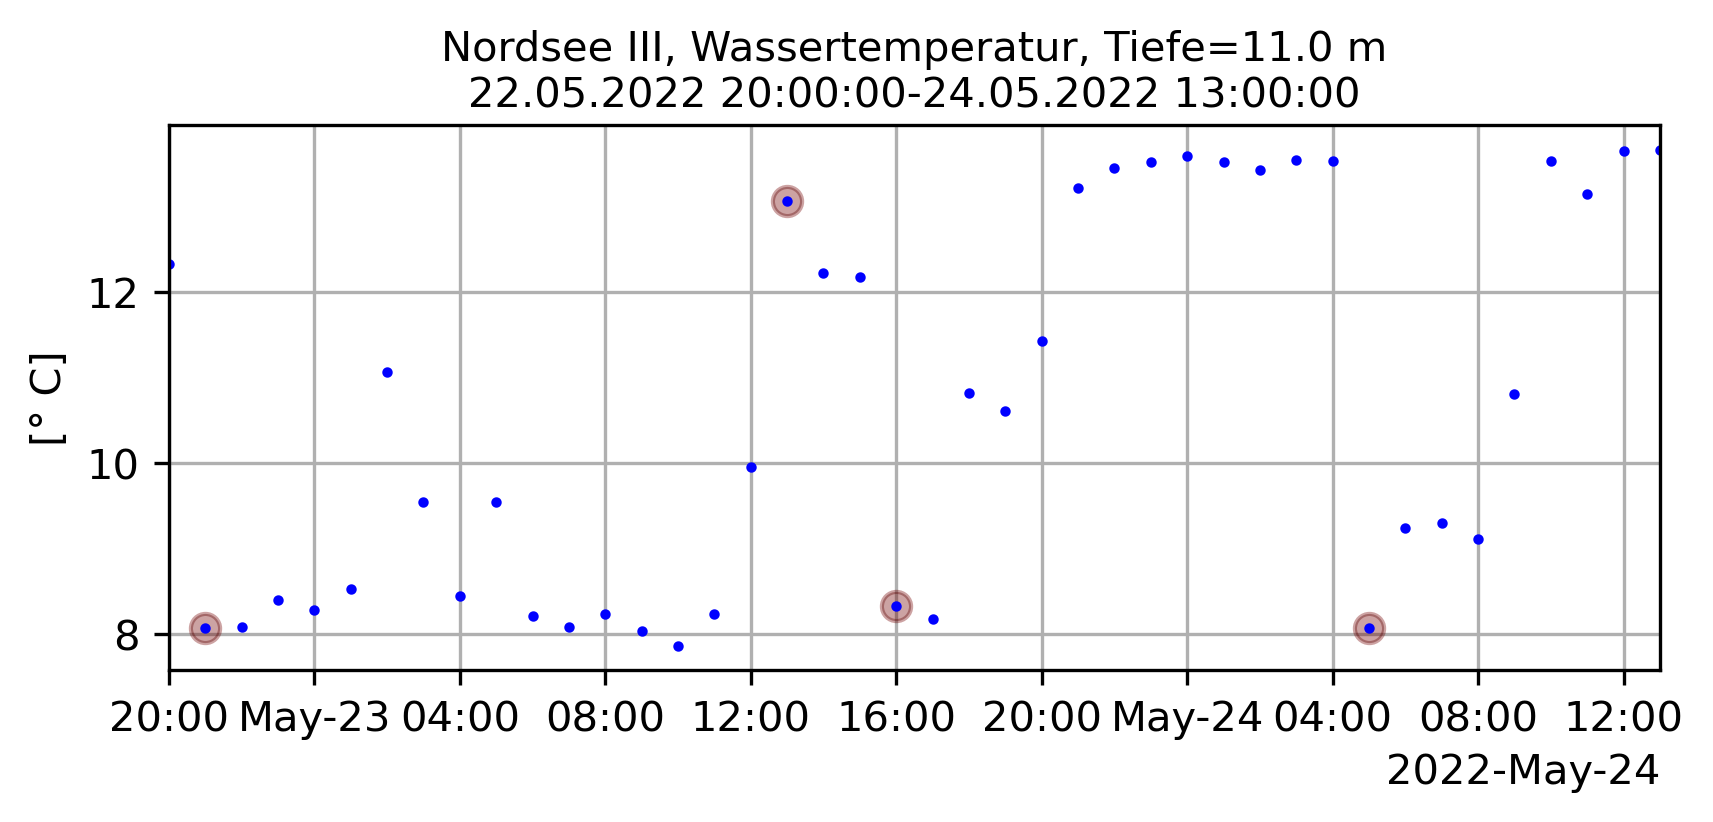 Nordsee III, Wassertemperatur, Tiefe=11.0 m
22.05.2022 20:00:00-24.05.2022 13:00:00
[° C]
12
10
8
20:00 May-23 04:00 08:00 12:00 16:00 20:00 May-24 04:00 08:00 12:00
2022-May-24